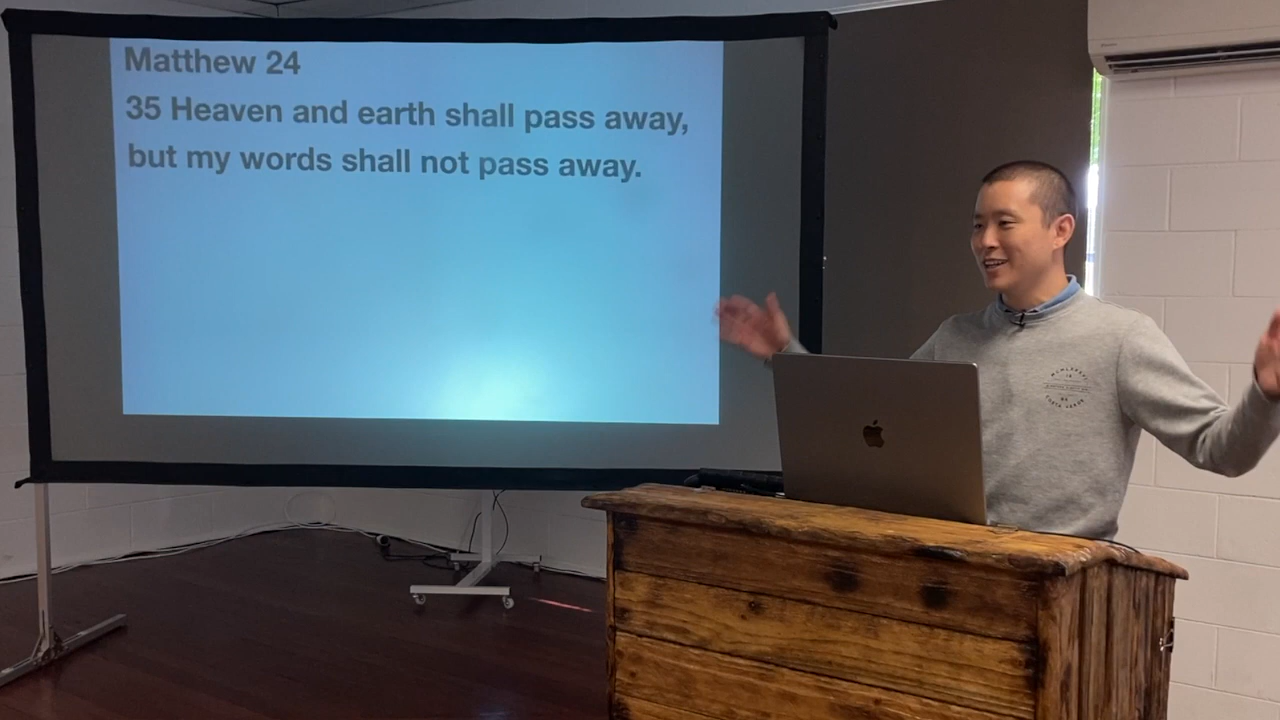 Matthew 24
35 Heaven and earth shall pass away,
but my words shall not pass away.